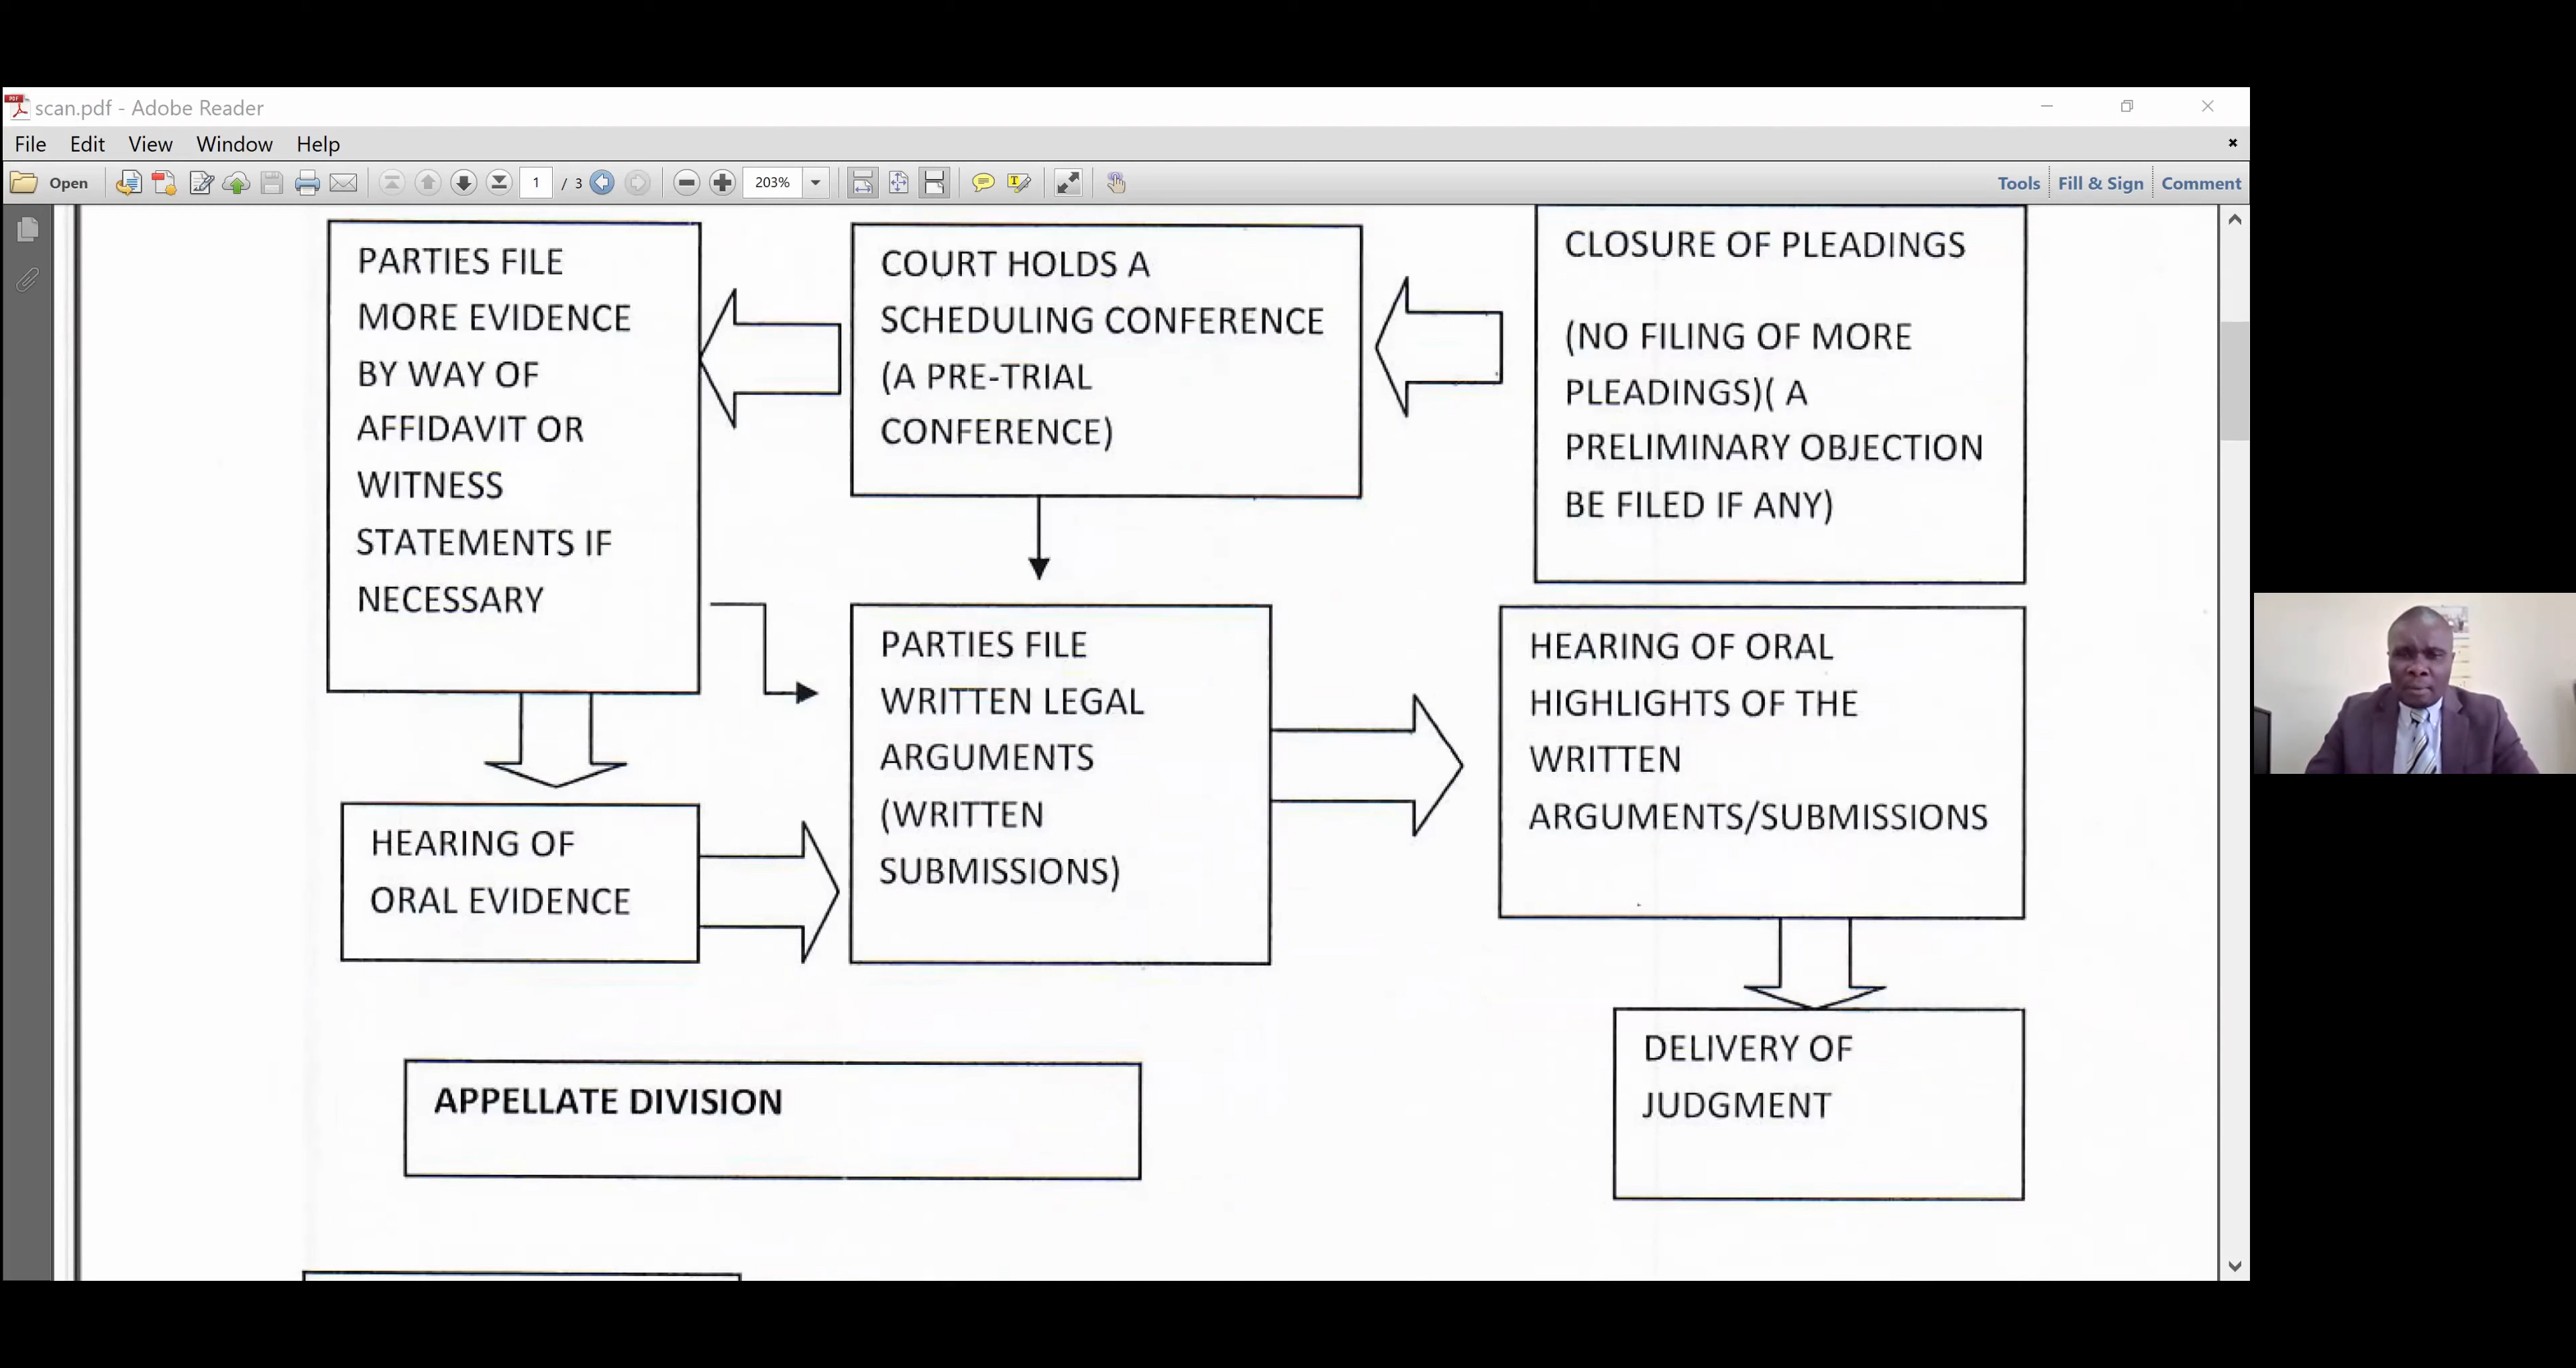 scan.pdf - Adobe Reader
File Edit View Window Help
Open 1 / 3 203% Tools Fill & Sign Comment
PARTIES FILE
MORE EVIDENCE
BY WAY OF
AFFIDAVIT OR
WITNESS
STATEMENTS IF
NECESSARY
COURT HOLDS A
SCHEDULING CONFERENCE
(A PRE-TRIAL
CONFERENCE)
CLOSURE OF PLEADINGS
(NO FILING OF MORE
PLEADINGS)( A
PRELIMINARY OBJECTION
BE FILED IF ANY)
HEARING OF
ORAL EVIDENCE
PARTIES FILE
WRITTEN LEGAL
ARGUMENTS
(WRITTEN
SUBMISSIONS)
HEARING OF ORAL
HIGHLIGHTS OF THE
WRITTEN
ARGUMENTS/SUBMISSIONS
DELIVERY OF
JUDGMENT
APPELLATE DIVISION